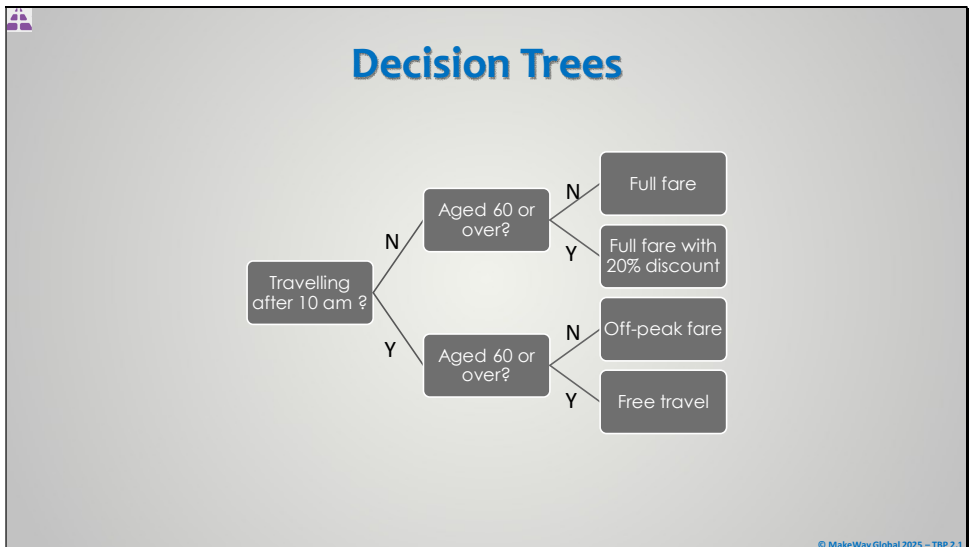 Decision Trees
Travelling
after 10 am ?
N
Y
Aged 60 or
over?
N
Y
Full fare
Full fare with
20% discount
Aged 60 or
over?
N
Y
Off-peak fare
Free travel
© MakeWay Global 2025 – TBP 2.1